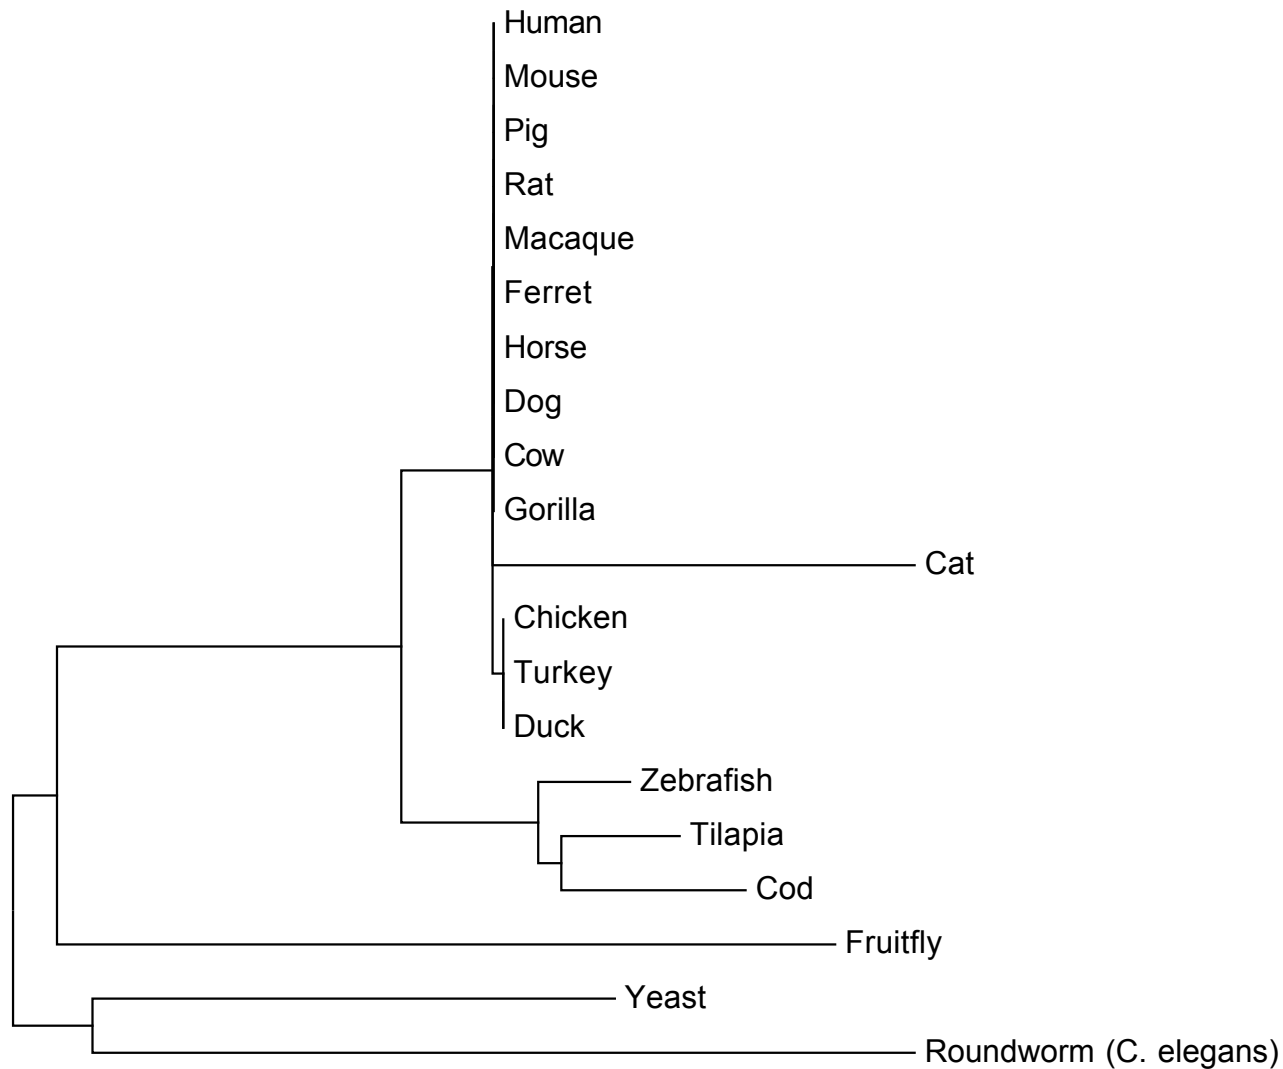 Human
Mouse
Pig
Rat
Macaque
Ferret
Horse
Dog
Cow
Gorilla
Cat
Chicken
Turkey
Duck
Zebrafish
Tilapia
Cod
Fruitfly
Yeast
Roundworm (C. elegans)